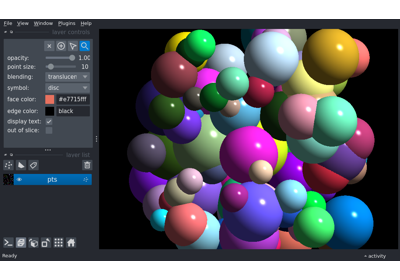 File View Window Plugins Help
layer controls
opacity: 1.00
point size: 10
blending: translucen
symbol: disc
face color: #e7715fff
edge color: black
display text:
out of slice:
layer list
pts
Ready activity